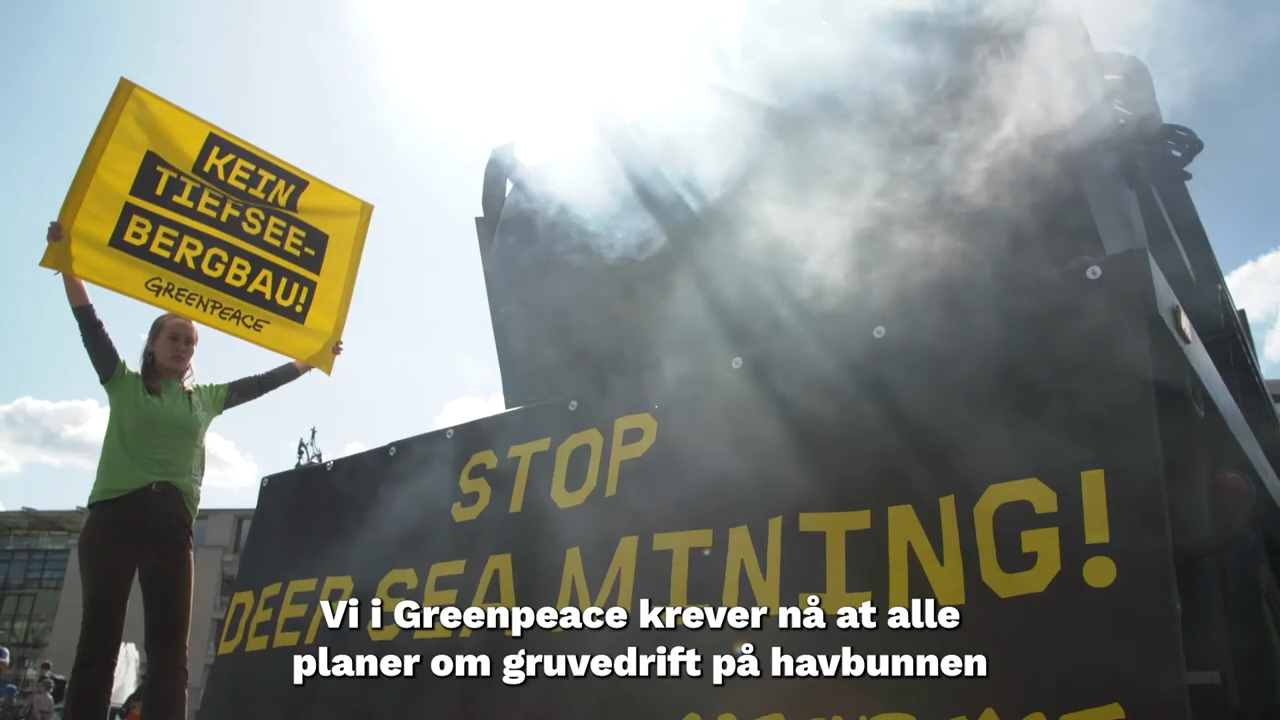 KEIN
TIEFSEE-
BERGBAU!
GREENPEACE
STOP
DEEP SEA MINING!
Vi i Greenpeace krever nå at alle
planer om gruvedrift på havbunnen